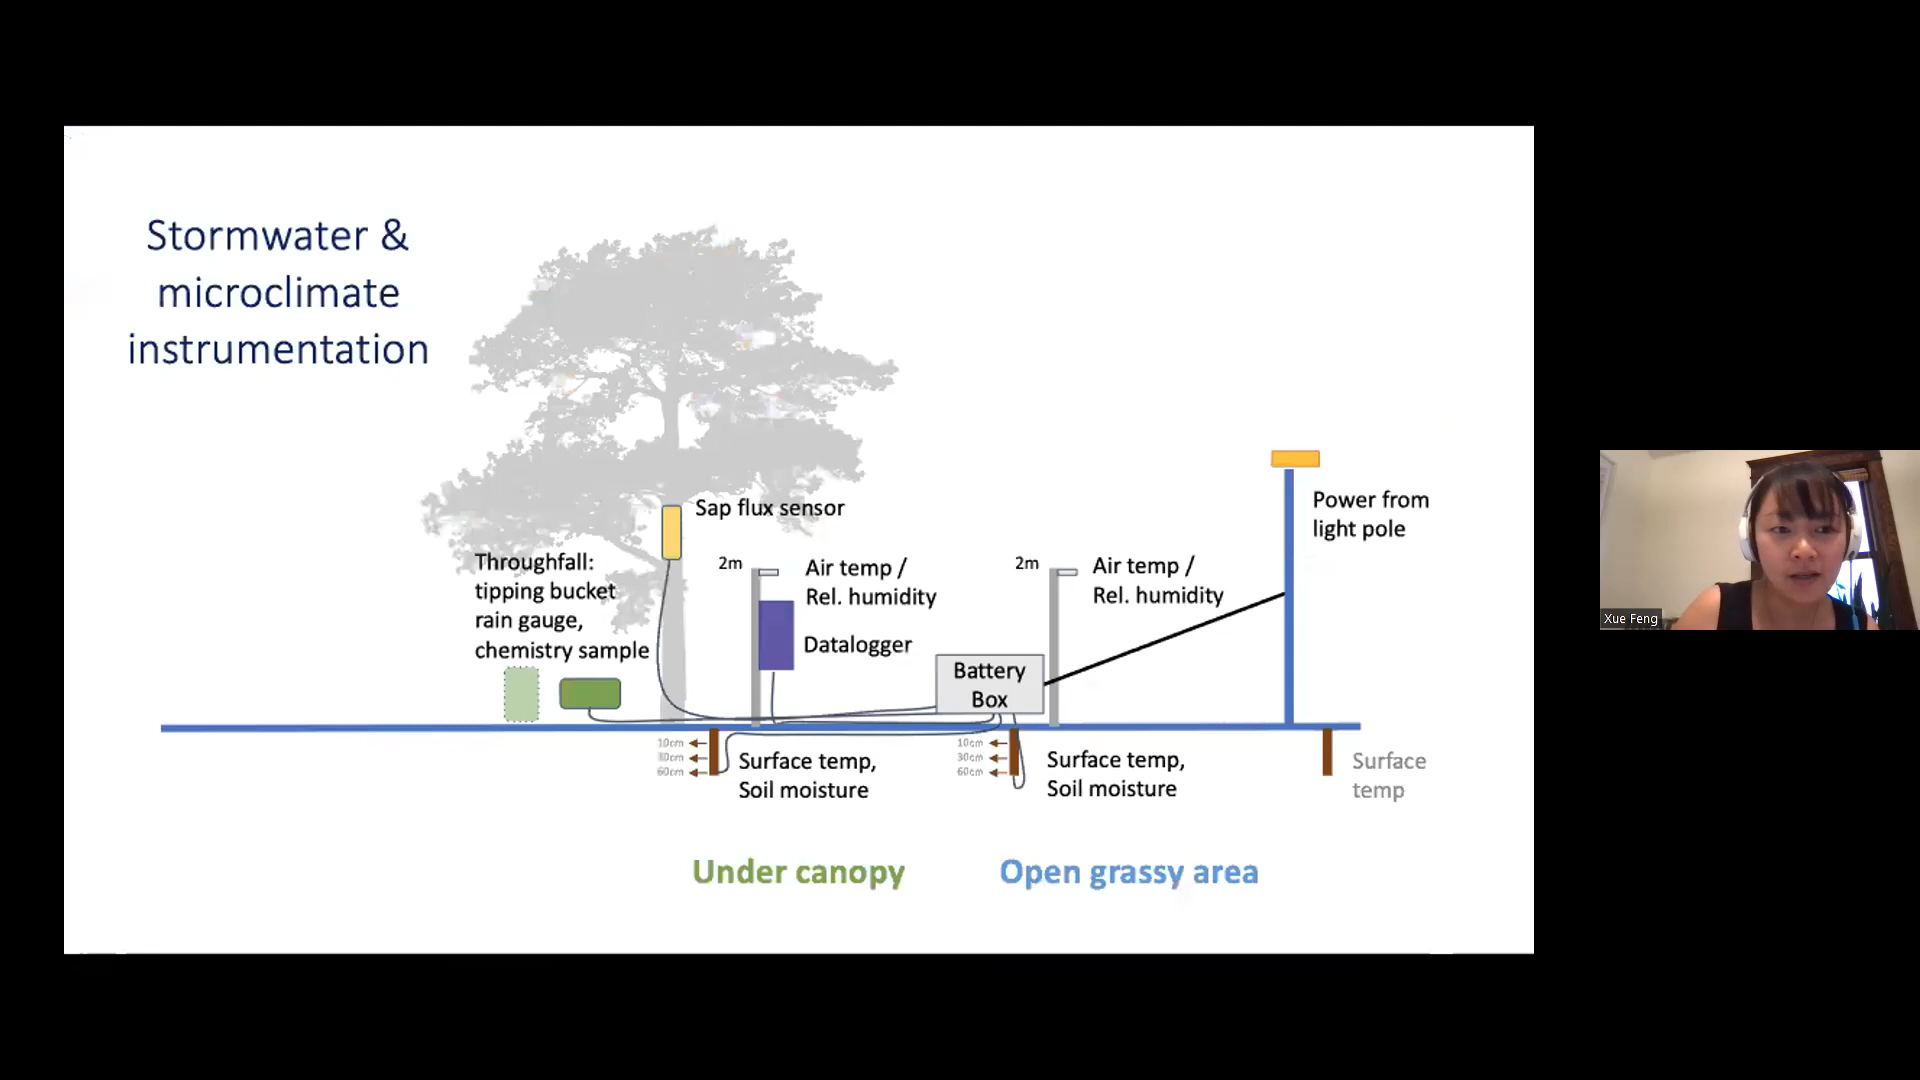 Stormwater &
microclimate
instrumentation
Sap flux sensor
Throughfall:
tipping bucket
rain gauge,
chemistry sample
2m
Air temp /
Rel. humidity
Datalogger
2m
Air temp /
Rel. humidity
Battery
Box
Power from
light pole
10cm
60cm
Surface temp,
Soil moisture
10cm
30cm
60cm
Surface temp,
Soil moisture
Surface
temp
Under canopy
Open grassy area
Xue Feng